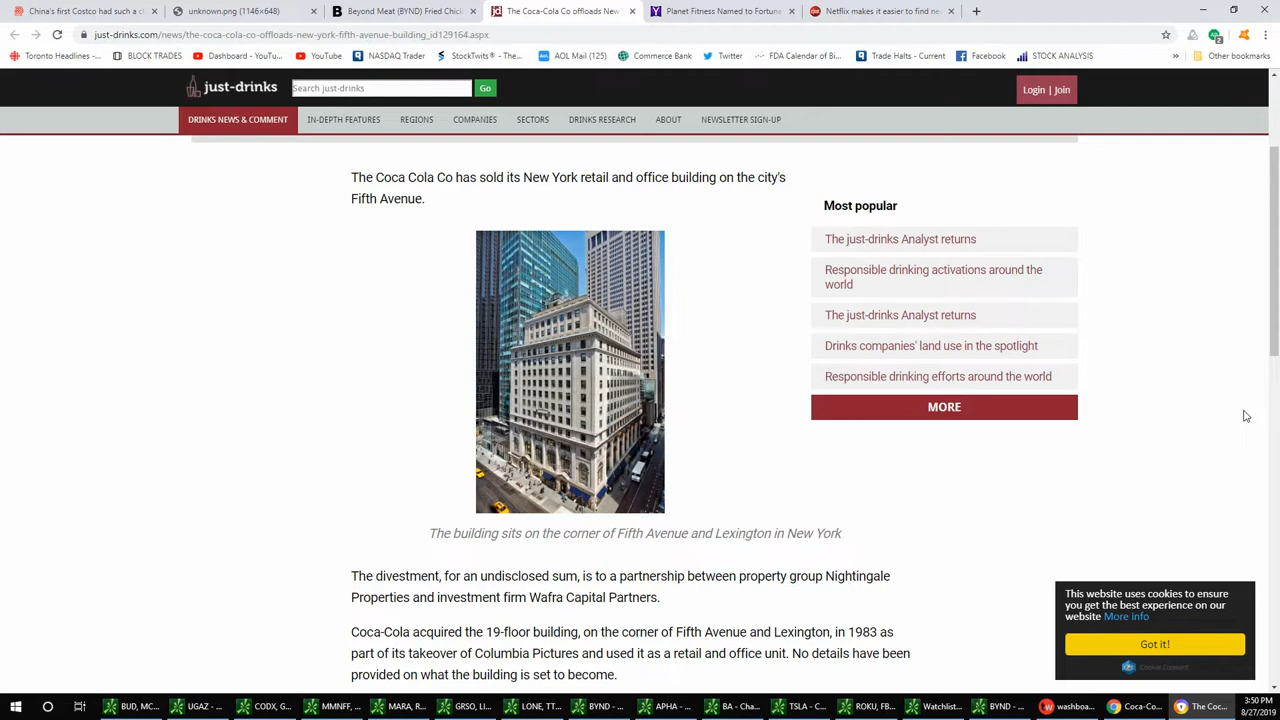 China's first Costco had such a c
unknown.png (1146×648)
Beyond Meat (BYND) Fried Chick
The Coca-Cola Co offloads New
Planet Fitness Named to Fortune
Netflix makes it easier to find ne
just-drinks.com/news/the-coca-cola-co-offloads-new-york-fifth-avenue-building_id129164.aspx
Toronto Headlines -...
BLOCK TRADES
Dashboard - YouTu...
YouTube
NASDAQ Trader
StockTwits® - The...
AOL Mail (125)
Commerce Bank
Twitter
FDA Calendar of Bi...
Trade Halts - Current
Facebook
STOCK ANALYSIS
Other bookmarks
just-drinks
Search just-drinks
Go
Login | Join
DRINKS NEWS & COMMENT
IN-DEPTH FEATURES
REGIONS
COMPANIES
SECTORS
DRINKS RESEARCH
ABOUT
NEWSLETTER SIGN-UP
The Coca Cola Co has sold its New York retail and office building on the city's
Fifth Avenue.
Most popular
The just-drinks Analyst returns
Responsible drinking activations around the
world
The just-drinks Analyst returns
Drinks companies' land use in the spotlight
Responsible drinking efforts around the world
MORE
The building sits on the corner of Fifth Avenue and Lexington in New York
The divestment, for an undisclosed sum, is to a partnership between property group Nightingale
Properties and investment firm Wafra Capital Partners.
Coca-Cola acquired the 19-floor building, on the corner of Fifth Avenue and Lexington, in 1983 as
part of its takeover of Columbia Pictures and used it as a retail and office unit. No details have been
provided on what the building is set to become.
This website uses cookies to ensure
you get the best experience on our
website More info
Got it!
Cookie Consent
BUD, MC...
UGAZ - C...
CODX, G...
MMNFF, ...
MARA, R...
GRSO, LI...
LONE, TT...
BYND - ...
APHA - ...
BA - Cha...
TSLA - C...
ROKU, FB...
Watchlist...
BYND - ...
washboa...
Coca-Co...
The Coc...
3:50 PM
8/27/2019